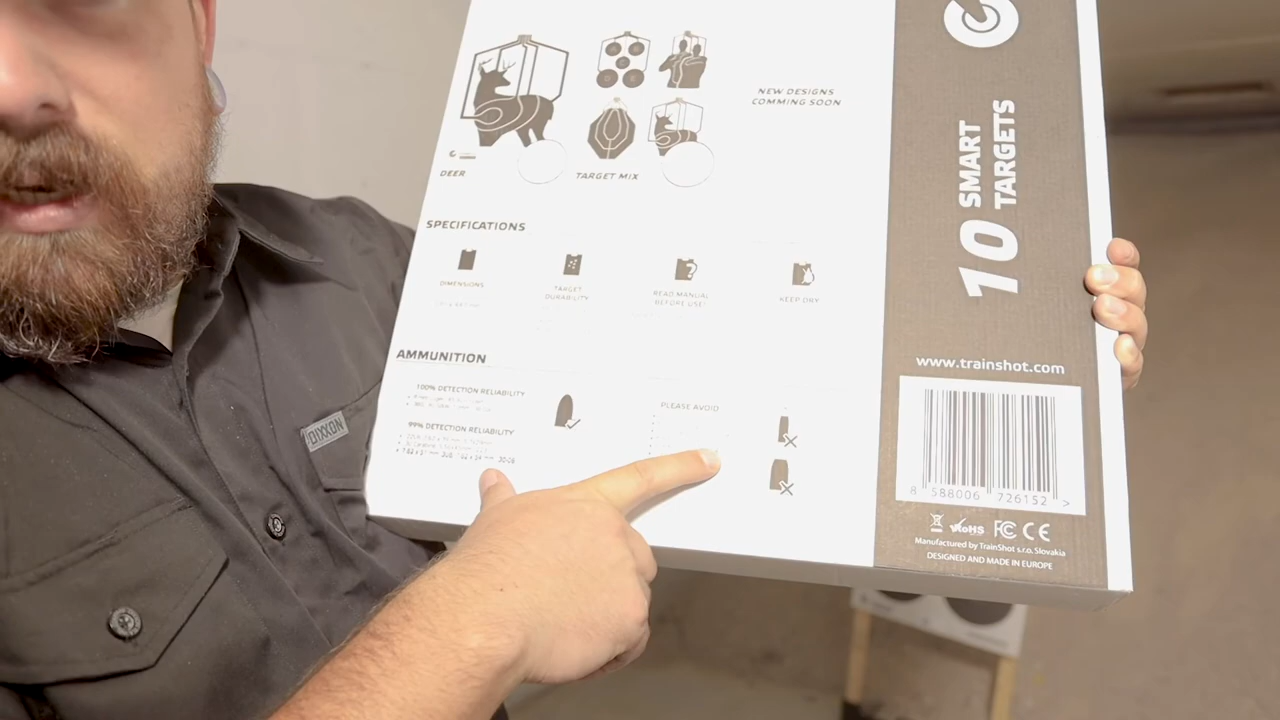 NEW DESIGNS
COMMING SOON
DEER
TARGET MIX
SPECIFICATIONS
DIMENSIONS
TARGET
DURABILITY
READ MANUAL
BEFORE USE!
KEEP DRY
AMMUNITION
100% DETECTION RELIABILITY
99% DETECTION RELIABILITY
30-06
PLEASE AVOID
10 SMART
TARGETS
www.trainshot.com
8 588006 726152 >
RoHS FC CE
Manufactured by TrainShot s.r.o. Slovakia
DESIGNED AND MADE IN EUROPE
DIXXON